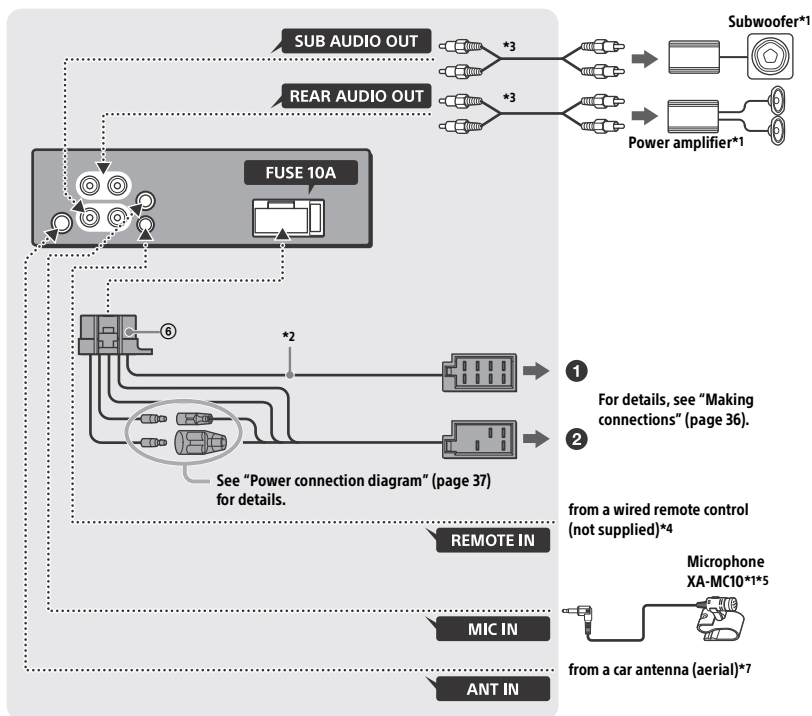 Subwoofer*1
SUB AUDIO OUT
*3
REAR AUDIO OUT
*3
Power amplifier*1
FUSE 10A
⑥
*2
❶
For details, see “Making
connections” (page 36).
❷
See “Power connection diagram” (page 37)
for details.
from a wired remote control
(not supplied)*4
REMOTE IN
Microphone
XA-MC10*1*5
MIC IN
from a car antenna (aerial)*7
ANT IN